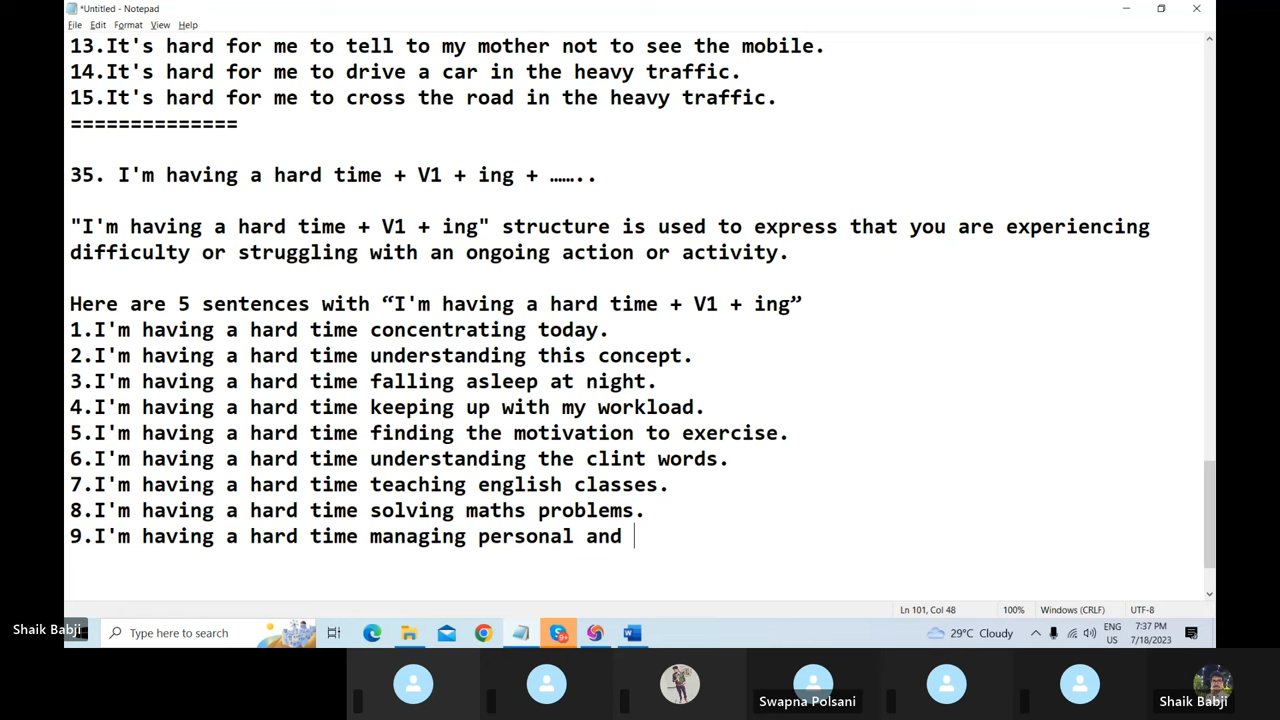 *Untitled - Notepad
File Edit Format View Help
13.It's hard for me to tell to my mother not to see the mobile.
14.It's hard for me to drive a car in the heavy traffic.
15.It's hard for me to cross the road in the heavy traffic.
==============
35. I'm having a hard time + V1 + ing + ……..
"I'm having a hard time + V1 + ing" structure is used to express that you are experiencing
difficulty or struggling with an ongoing action or activity.
Here are 5 sentences with “I'm having a hard time + V1 + ing”
1.I'm having a hard time concentrating today.
2.I'm having a hard time understanding this concept.
3.I'm having a hard time falling asleep at night.
4.I'm having a hard time keeping up with my workload.
5.I'm having a hard time finding the motivation to exercise.
6.I'm having a hard time understanding the clint words.
7.I'm having a hard time teaching english classes.
8.I'm having a hard time solving maths problems.
9.I'm having a hard time managing personal and
Ln 101, Col 48 100% Windows (CRLF) UTF-8
Shaik Babji Type here to search 29°C Cloudy ENG US 7:37 PM 7/18/2023
Swapna Polsani Shaik Babji